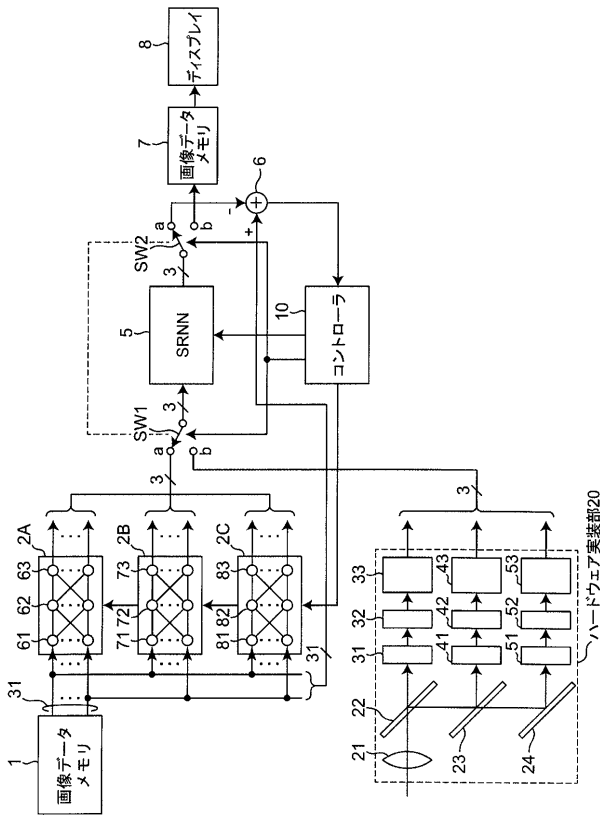 1
画像データ
メモリ
31
2A
61
62
63
2B
71
72
73
2C
81
82
83
31
3
SW1
a
b
3
5
SRNN
3
SW2
a
b
6
+
-
+
7
画像データ
メモリ
8
ディスプレイ
10
コントローラ
21
22
23
24
31
32
33
41
42
43
51
52
53
3
ハードウェア実装部20